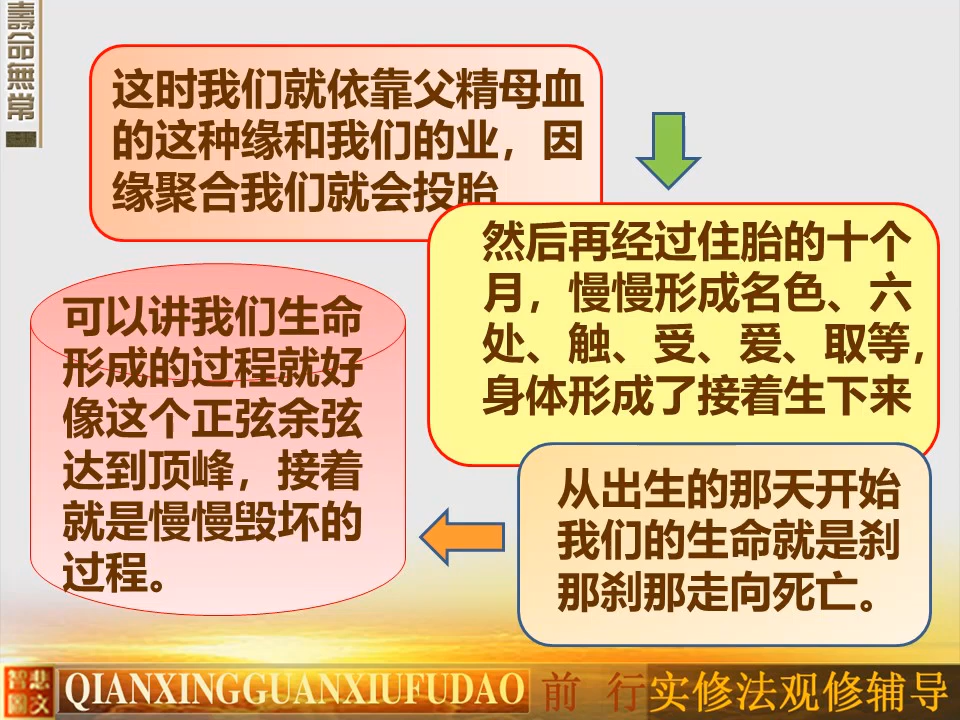 壽命無常
这时我们就依靠父精母血
的这种缘和我们的业，因
缘聚合我们就会投胎
然后再经过住胎的十个
月，慢慢形成名色、六
处、触、受、爱、取等，
身体形成了接着生下来
从出生的那天开始
我们的生命就是刹
那刹那走向死亡。
可以讲我们生命
形成的过程就好
像这个正弦余弦
达到顶峰，接着
就是慢慢毁坏的
过程。
QIANXINGGUANXIUFUDAO 前 行 实修法观修辅导